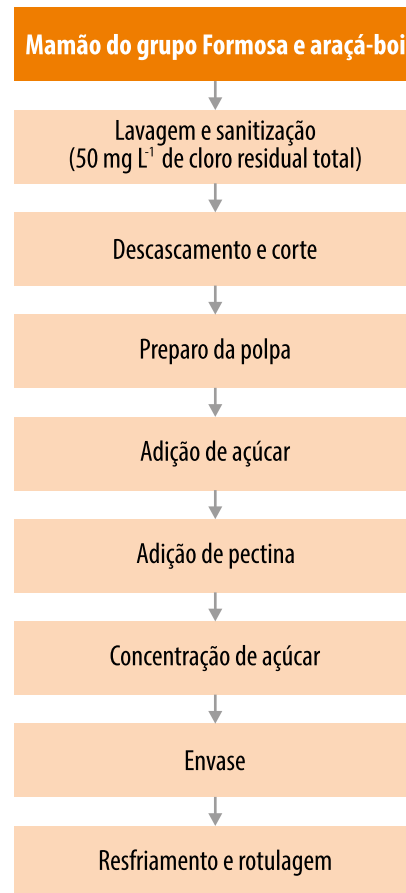 Mamão do grupo Formosa e araçá-boi
Lavagem e sanitização
(50 mg L⁻¹ de cloro residual total)
Descascamento e corte
Preparo da polpa
Adição de açúcar
Adição de pectina
Concentração de açúcar
Envase
Resfriamento e rotulagem